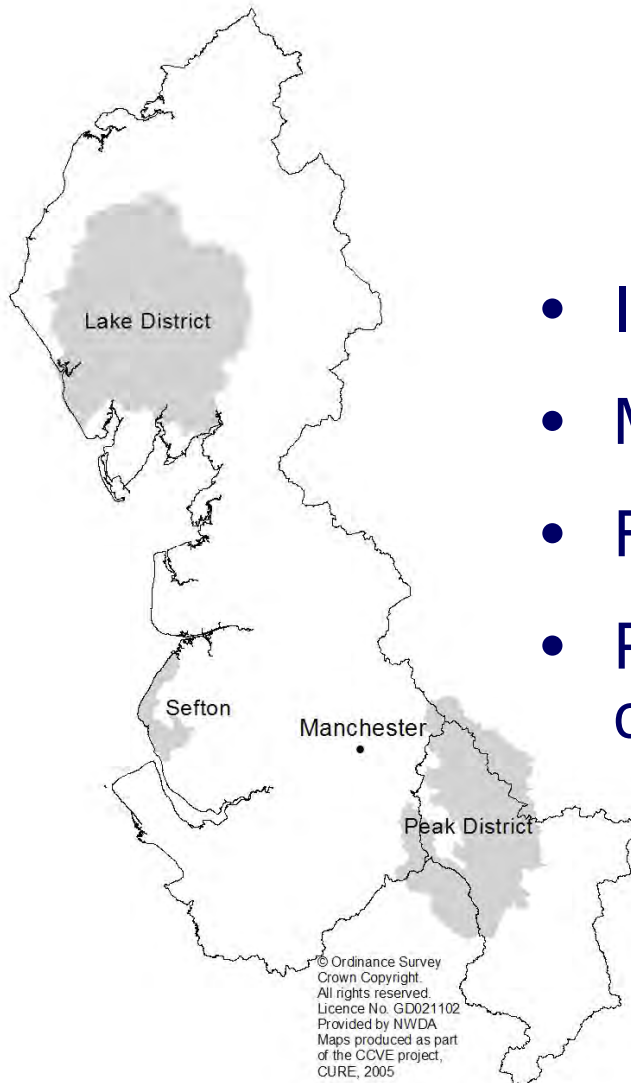 Lake District
Sefton
Manchester
Peak District
© Ordinance Survey
Crown Copyright.
All rights reserved.
Licence No. GD021102
Provided by NWDA
Maps produced as part
of the CCVE project,
CURE, 2005
•
• M
•
•